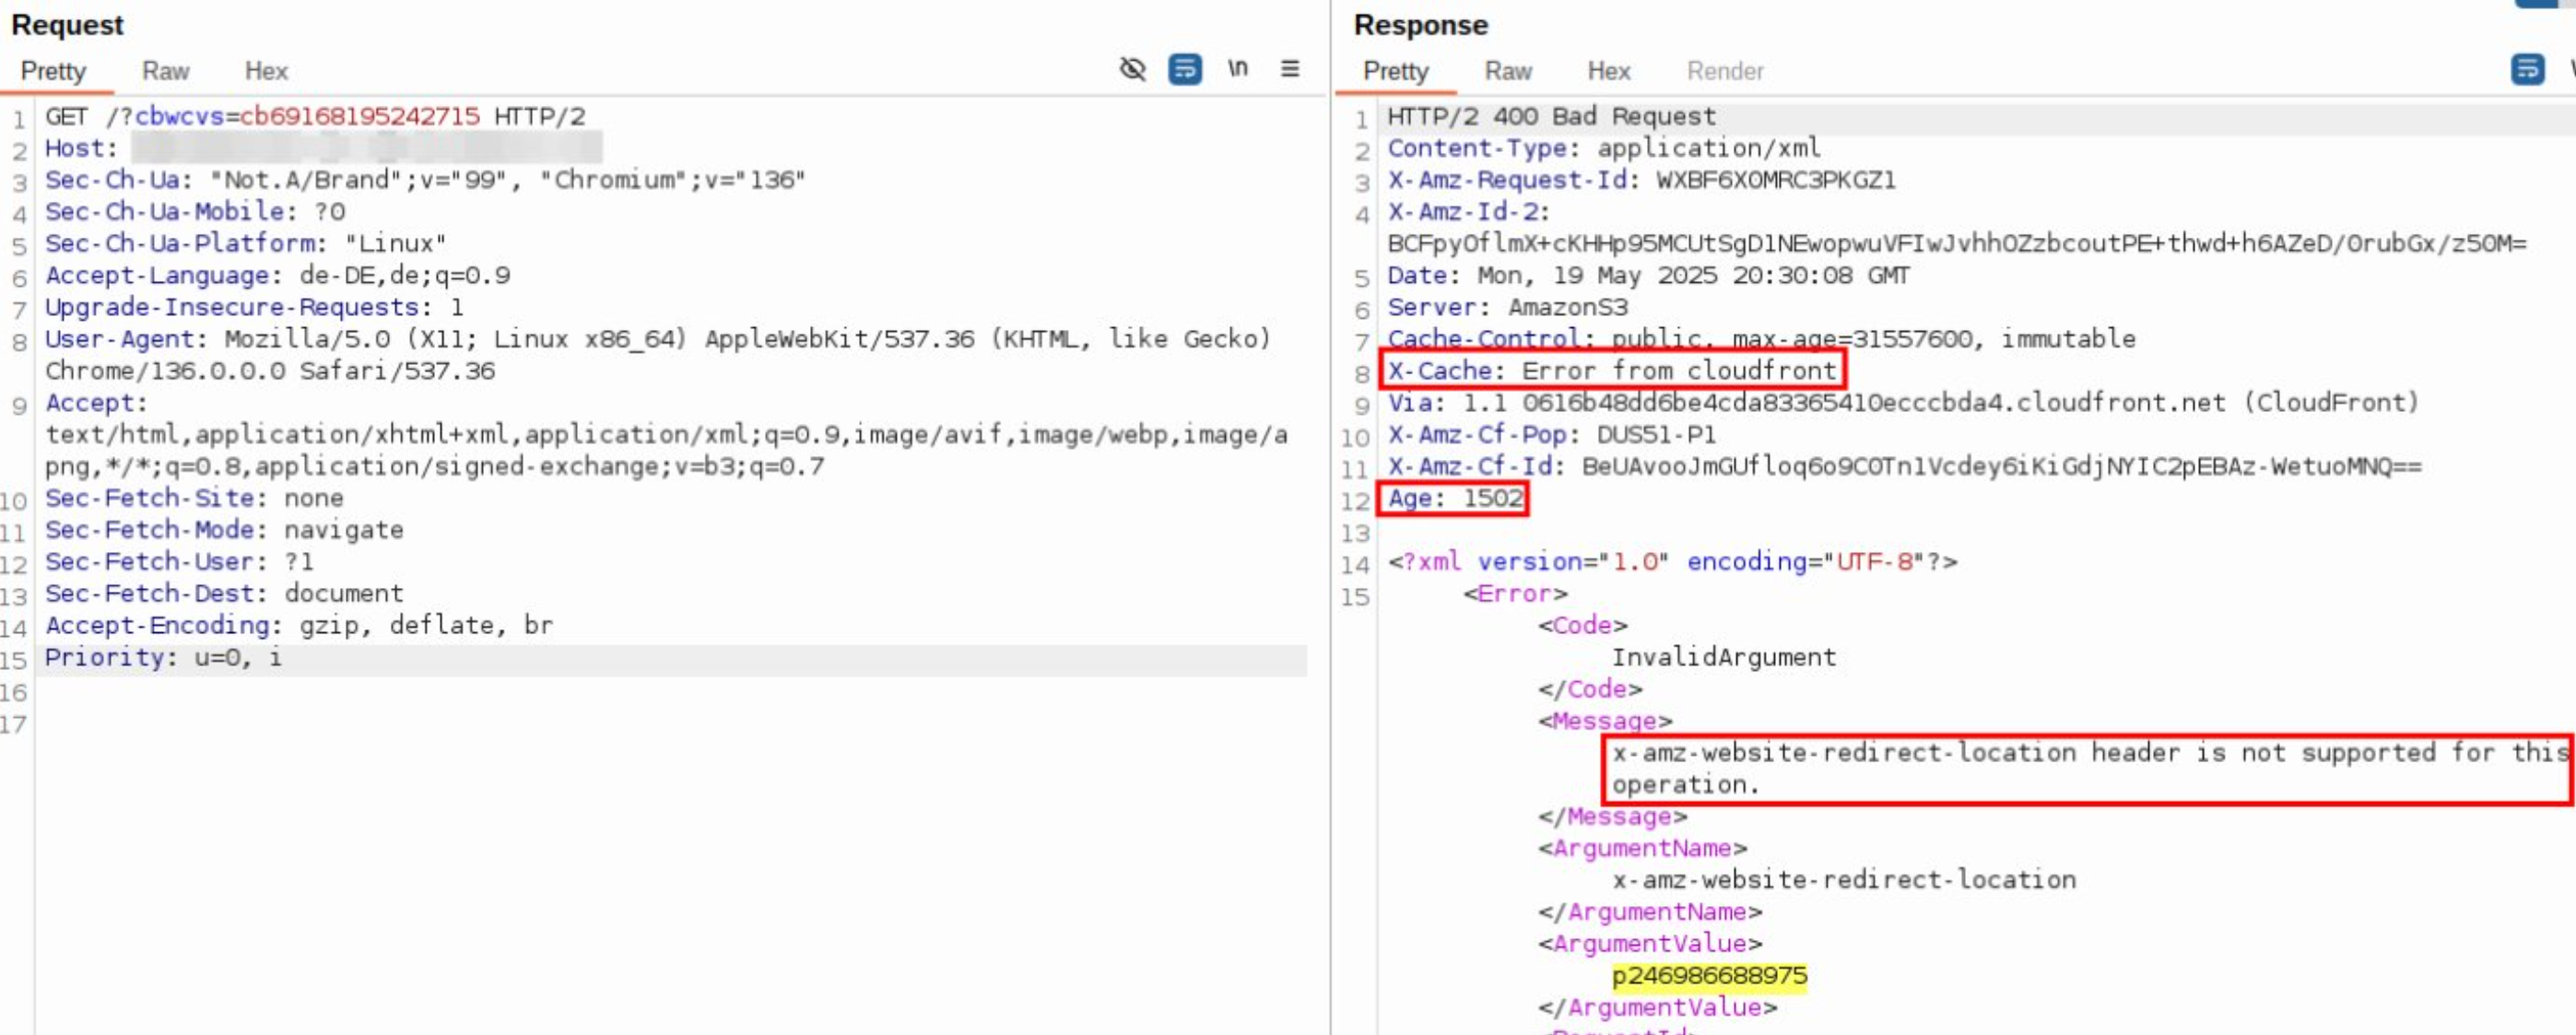 Request
Pretty Raw Hex
\n
1 GET /?cbwcvs=cb69168195242715 HTTP/2
2 Host:
3 Sec-Ch-Ua: "Not.A/Brand";v="99", "Chromium";v="136"
4 Sec-Ch-Ua-Mobile: ?0
5 Sec-Ch-Ua-Platform: "Linux"
6 Accept-Language: de-DE,de;q=0.9
7 Upgrade-Insecure-Requests: 1
8 User-Agent: Mozilla/5.0 (X11; Linux x86_64) AppleWebKit/537.36 (KHTML, like Gecko)
Chrome/136.0.0.0 Safari/537.36
9 Accept:
text/html,application/xhtml+xml,application/xml;q=0.9,image/avif,image/webp,image/a
png,*/*;q=0.8,application/signed-exchange;v=b3;q=0.7
10 Sec-Fetch-Site: none
11 Sec-Fetch-Mode: navigate
12 Sec-Fetch-User: ?1
13 Sec-Fetch-Dest: document
14 Accept-Encoding: gzip, deflate, br
15 Priority: u=0, i
16
17
Response
Pretty Raw Hex Render
1 HTTP/2 400 Bad Request
2 Content-Type: application/xml
3 X-Amz-Request-Id: WXBF6X0MRC3PKGZ1
4 X-Amz-Id-2:
BCFpyOflmX+cKHHp95MCUtSgD1NEwopwuVFIwJvhhOZzbcoutPE+thwd+h6AZeD/0rubGx/z50M=
5 Date: Mon, 19 May 2025 20:30:08 GMT
6 Server: AmazonS3
7 Cache-Control: public, max-age=31557600, immutable
8 X-Cache: Error from cloudfront
9 Via: 1.1 0616b48dd6be4cda83365410ecccbda4.cloudfront.net (CloudFront)
10 X-Amz-Cf-Pop: DUS51-P1
11 X-Amz-Cf-Id: BeUAvooJmGUfloq6o9C0Tn1Vcdey6iKiGdjNYIC2pEBAz-WetuoMNQ==
12 Age: 1502
13
14 <?xml version="1.0" encoding="UTF-8"?>
15 <Error>
<Code>
InvalidArgument
</Code>
<Message>
x-amz-website-redirect-location header is not supported for this
operation.
</Message>
<ArgumentName>
x-amz-website-redirect-location
</ArgumentName>
<ArgumentValue>
p246986688975
</ArgumentValue>